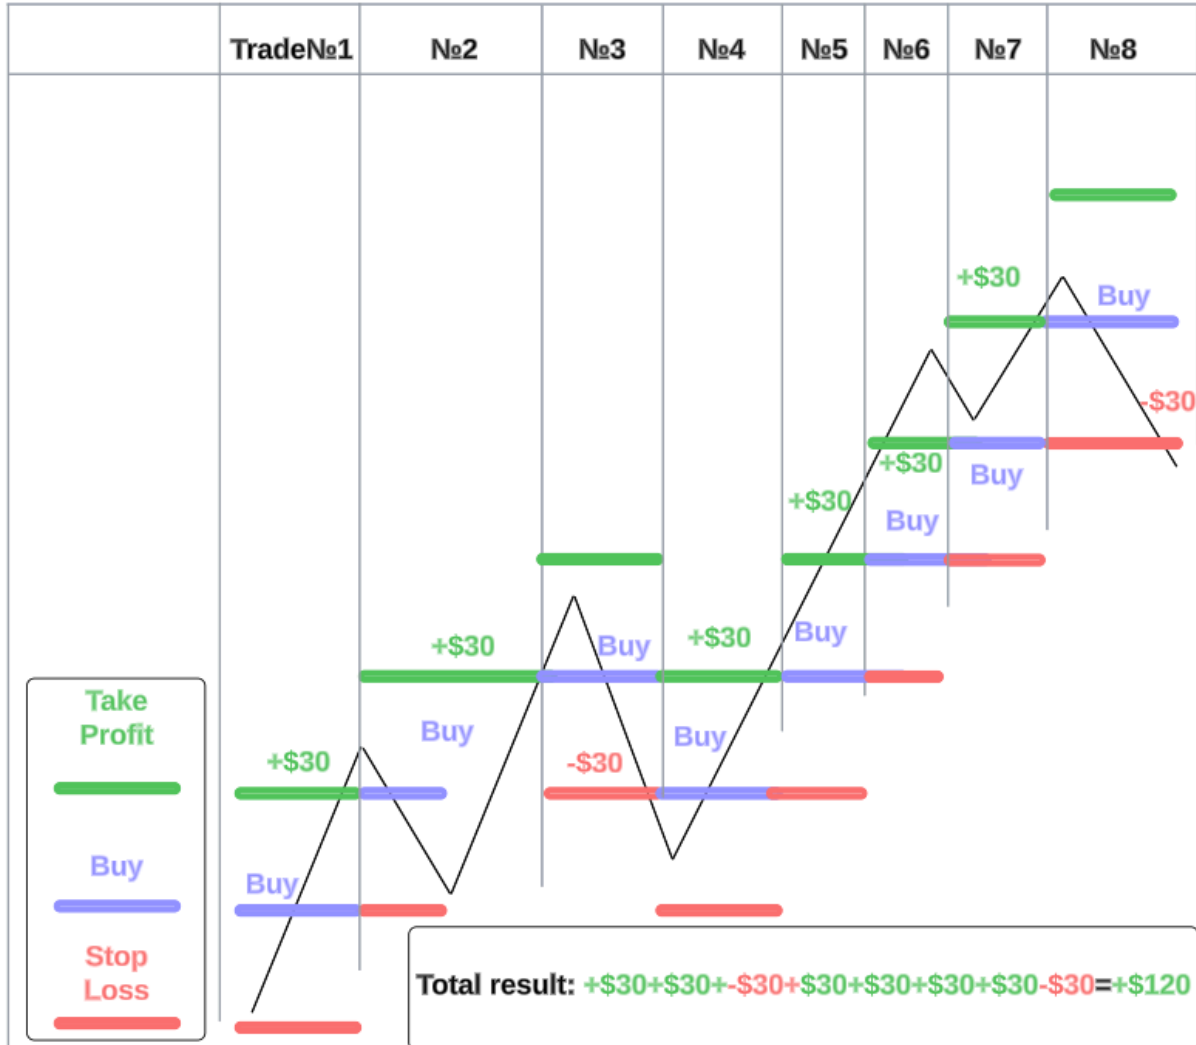 Trade№1 №2 №3 №4 №5 №6 №7 №8
+$30
Buy
-$30
+$30
+$30
Buy
+$30
Buy
+$30
Buy
+$30
Buy
Take
Profit
Buy
Buy
+$30
-$30
Buy
Buy
Stop
Loss
Total result: +$30+$30+-$30+$30+$30+$30+$30-$30=+$120